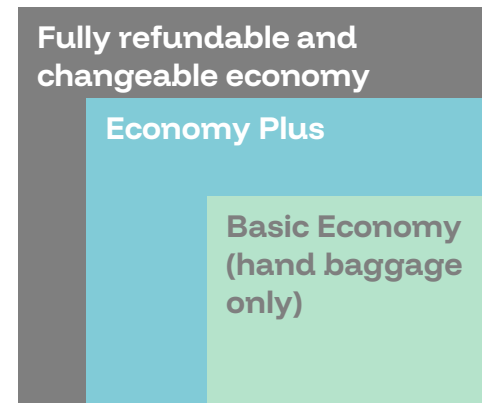 Fully refundable and
changeable economy
Economy Plus
Basic Economy
(hand baggage
only)